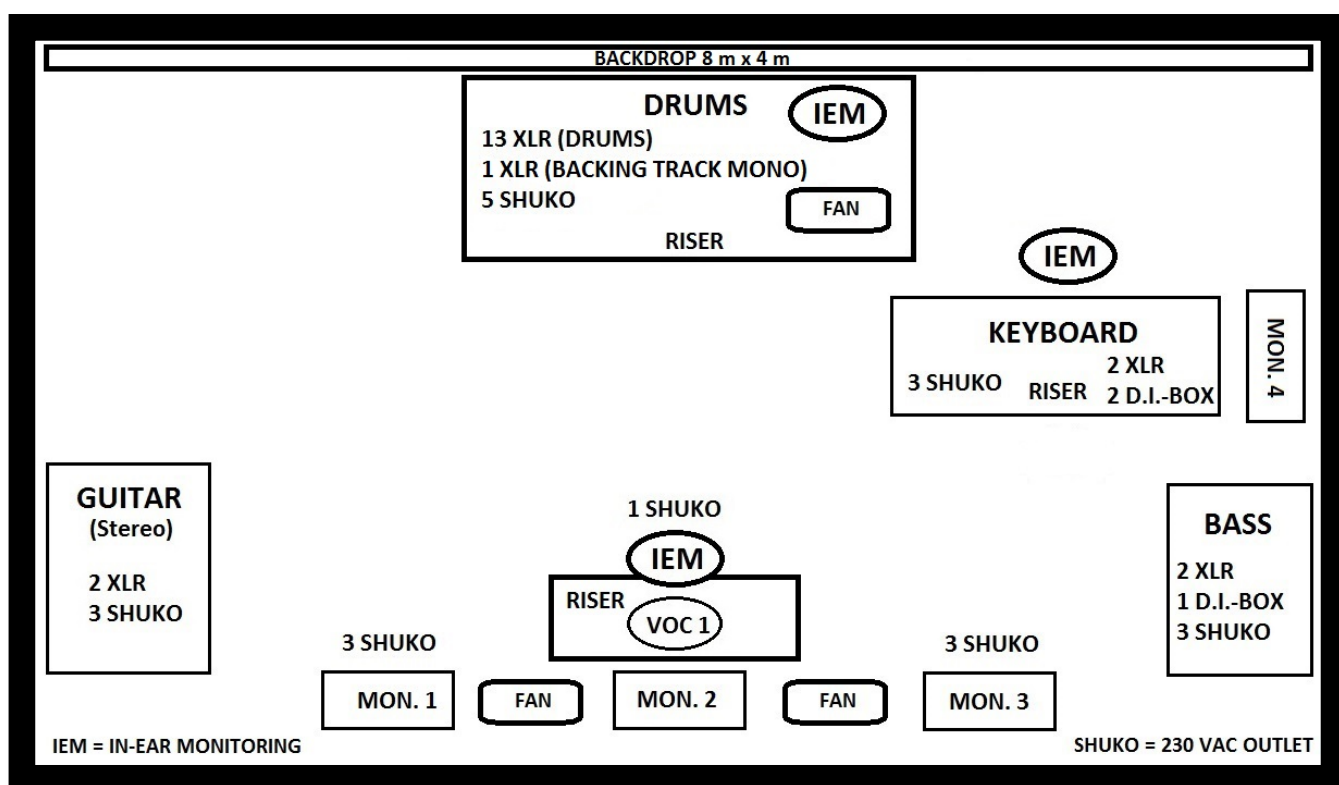 BACKDROP 8 m x 4 m
DRUMS
IEM
13 XLR (DRUMS)
1 XLR (BACKING TRACK MONO)
5 SHUKO
FAN
RISER
IEM
KEYBOARD
2 XLR
3 SHUKO
RISER
2 D.I.-BOX
MON. 4
GUITAR
(Stereo)
2 XLR
3 SHUKO
1 SHUKO
IEM
RISER
VOC 1
BASS
2 XLR
1 D.I.-BOX
3 SHUKO
3 SHUKO
3 SHUKO
MON. 1
FAN
MON. 2
FAN
MON. 3
IEM = IN-EAR MONITORING
SHUKO = 230 VAC OUTLET